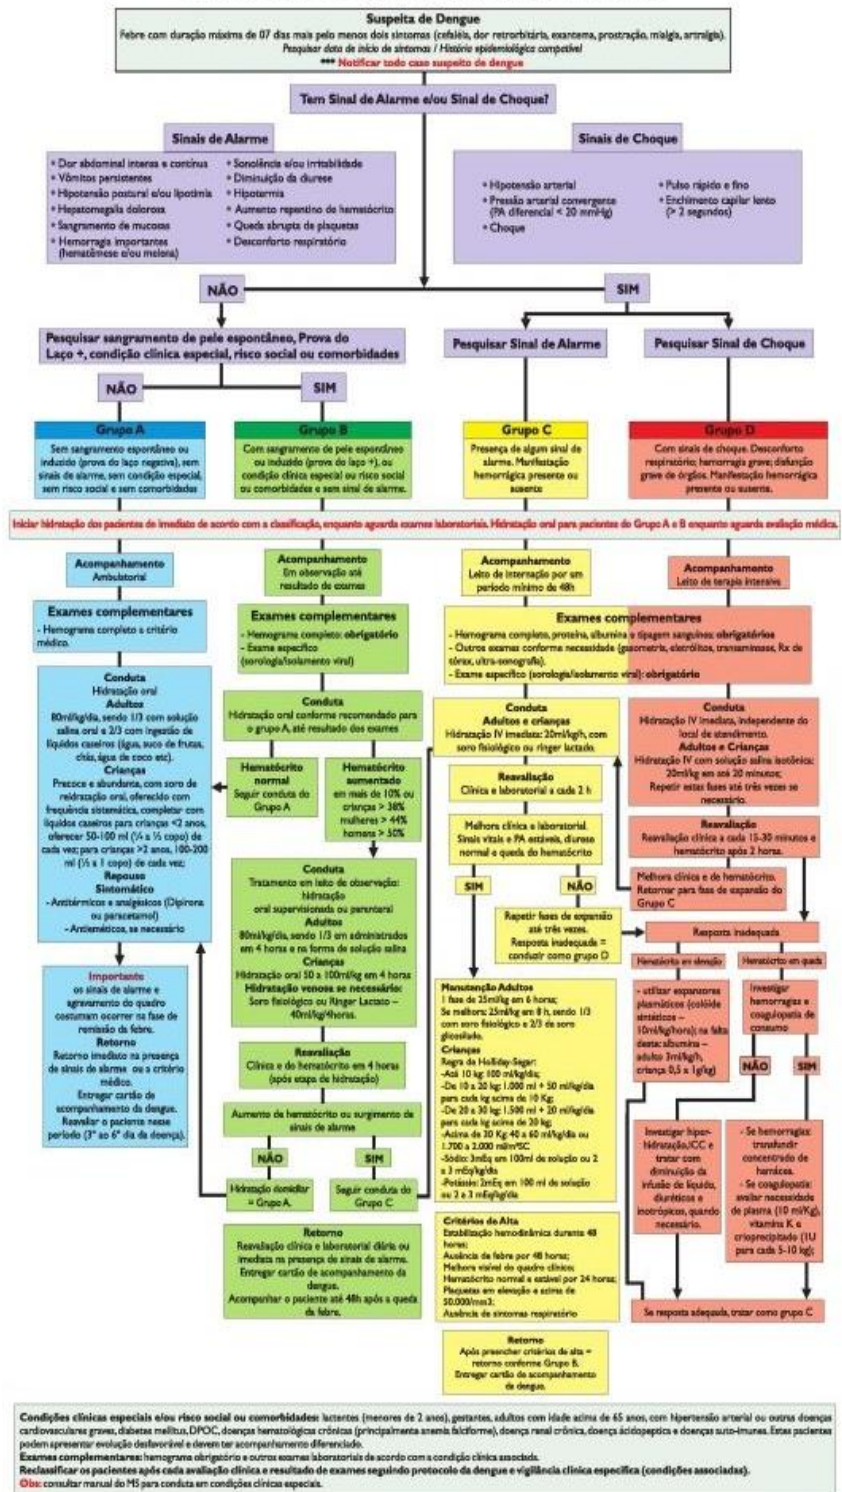 Suspeita de Dengue
Febre com duração máxima de 07 dias mais pelo menos dois sintomas (cefaléia, dor retrorbitária, exantema, prostração, mialgia, artralgia).
Pesquisar data de início de sintomas / História epidemiológica compatível
*** Notificar todo caso suspeito de dengue
Tem Sinal de Alarme e/ou Sinal de Choque?
Sinais de Alarme
* Dor abdominal intensa e contínua
* Vômitos persistentes
* Hipotensão postural e/ou lipotímia
* Hepatomegalia dolorosa
* Sangramento de mucosas
* Hemorragia importantes
(hematêmese e/ou melena)
* Sonolência e/ou irritabilidade
* Diminuição da diurese
* Hipotermia
* Aumento repentino de hematócrito
* Queda abrupta de plaquetas
* Desconforto respiratório
Sinais de Choque
* Hipotensão arterial
* Pressão arterial convergente
(PA diferencial < 20 mmHg)
* Choque
* Pulso rápido e fino
* Enchimento capilar lento
(> 2 segundos)
NÃO
SIM
Pesquisar sangramento de pele espontâneo, Prova do
Laço +, condição clínica especial, risco social ou comorbidades
Pesquisar Sinal de Alarme
Pesquisar Sinal de Choque
NÃO
SIM
Grupo A
Sem sangramento espontâneo ou
induzido (prova do laço negativa), sem
sinais de alarme, sem condição especial,
sem risco social e sem comorbidades
Grupo B
Com sangramento de pele espontâneo
ou induzido (prova do laço +), ou
condição clínica especial ou risco social
ou comorbidades e sem sinal de alarme.
Grupo C
Presença de algum sinal de
alarme. Manifestação
hemorrágica presente ou
ausente
Grupo D
Com sinais de choque. Desconforto
respiratório; hemorragia grave; disfunção
grave de órgãos. Manifestação hemorrágica
presente ou ausente.
Iniciar hidratação dos pacientes de imediato de acordo com a classificação, enquanto aguarda exames laboratoriais. Hidratação oral para pacientes do Grupo A e B enquanto aguarda avaliação médica.
Acompanhamento
Ambulatorial
Exames complementares
- Hemograma completo a critério
médico.
Conduta
Hidratação oral
Adultos
80ml/kg/dia, sendo 1/3 com solução
salina oral e 2/3 com ingestão de
líquidos caseiros (água, suco de frutas,
chás, água de coco etc).
Crianças
Precoce e abundante, com soro de
reidratação oral, oferecido com
frequência sistemática, completar com
líquidos caseiros para crianças <2 anos,
oferecer 50-100 ml (¼ a ½ copo) de
cada vez; para crianças >2 anos, 100-200
ml (½ a 1 copo) de cada vez;
Repouso
Sintomático
- Antitérmicos e analgésicos (Dipirona
ou paracetamol)
- Antieméticos, se necessário
Importante
os sinais de alarme e
agravamento do quadro
costumam ocorrer na fase de
remissão da febre.
Retorno
Retorno imediato na presença
de sinais de alarme ou a critério
médico.
Entregar cartão de
acompanhamento da dengue.
Reavaliar o paciente nesse
período (3º ao 6º dia da doença).
Acompanhamento
Em observação até
resultado de exames
Exames complementares
- Hemograma completo: obrigatório
- Exame específico
(sorologia/isolamento viral)
Conduta
Hidratação oral conforme recomendado para
o grupo A, até resultado dos exames
Hematócrito
normal
Seguir conduta do
Grupo A
Hematócrito
aumentado
em mais de 10% ou
crianças > 38%
mulheres > 44%
homens > 50%
Conduta
Tratamento em leito de observação:
hidratação
oral supervisionada ou parenteral
Adultos
80ml/kg/dia, sendo 1/3 em administrados
em 4 horas e na forma de solução salina
Crianças
Hidratação oral 50 a 100ml/kg em 4 horas
Hidratação venosa se necessário:
Soro fisiológico ou Ringer Lactato –
40ml/kg/4horas.
Reavaliação
Clínica e do hematócrito em 4 horas
(após etapa de hidratação)
Aumento de hematócrito ou surgimento de
sinais de alarme
NÃO
SIM
Hidratação domiciliar
= Grupo A.
Seguir conduta do
Grupo C
Retorno
Reavaliação clínica e laboratorial diária ou
imediata na presença de sinais de alarme.
Entregar cartão de acompanhamento da
dengue.
Acompanhar o paciente até 48h após a queda
da febre.
Acompanhamento
Leito de internação por um
período mínimo de 48h
Acompanhamento
Leito de terapia intensiva
Exames complementares
- Hemograma completo, proteína, albumina e tipagem sanguínea: obrigatórios
- Outros exames conforme necessidade (gasometria, eletrólitos, transaminases, Rx de
tórax, ultra-sonografia).
- Exame específico (sorologia/isolamento viral): obrigatório
Conduta
Adultos e crianças
Hidratação IV imediata: 20ml/kg/h, com
soro fisiológico ou ringer lactado.
Reavaliação
Clínica e laboratorial a cada 2 h
Melhora clínica e laboratorial.
Sinais vitais e PA estáveis, diurese
normal e queda do hematócrito
SIM
NÃO
Repetir fases de expansão
até três vezes.
Resposta inadequada =
conduzir como grupo D
Manutenção Adultos
1 fase de 25ml/kg em 6 horas;
Se melhora: 25ml/kg em 8 h, sendo 1/3
com soro fisiológico e 2/3 de soro
glicosilado.
Crianças
Regra de Holliday-Segar:
-Até 10 kg: 100 ml/kg/dia;
-De 10 a 20 kg: 1.000 ml + 50 ml/kg/dia
para cada kg acima de 10 Kg;
-De 20 a 30 kg: 1.500 ml + 20 ml/kg/dia
para cada kg acima de 20 kg;
-Acima de 30 Kg: 40 a 60 ml/kg/dia ou
1.700 a 2.000 ml/m²SC
-Sódio: 3mEq em 100ml de solução ou 2
a 3 mEq/kg/dia
-Potássio: 2mEq em 100 ml de solução
ou 2 a 3 mEq/kg/dia
Critérios de Alta
Estabilização hemodinâmica durante 48
horas;
Ausência de febre por 48 horas;
Melhora visível do quadro clínico;
Hematócrito normal e estável por 24 horas;
Plaquetas em elevação e acima de
50.000/mm3;
Ausência de sintomas respiratório
Retorno
Após preencher critérios de alta =
retorno conforme Grupo B.
Entregar cartão de acompanhamento
da dengue.
Conduta
Hidratação IV imediata, independente do
local de atendimento.
Adultos e Crianças
Hidratação IV com solução salina isotônica:
20ml/kg em até 20 minutos;
Repetir estas fases até três vezes se
necessário.
Reavaliação
Reavaliação clínica a cada 15-30 minutos e
hematócrito após 2 horas.
Melhora clínica e de hematócrito.
Retornar para fase de expansão do
Grupo C
Resposta inadequada
Hematócrito em elevação
Hematócrito em queda
- utilizar expansores
plasmáticos (colóide
sintéticos –
10ml/kg/hora); na falta
deste: albumina –
adulto 3ml/kg/h,
criança 0,5 a 1g/kg)
Investigar
hemorragias e
coagulopatia de
consumo
NÃO
SIM
Investigar hiper-
hidratação, ICC e
tratar com
diminuição da
infusão de líquido,
diuréticos e
inotrópicos, quando
necessário.
- Se hemorragias:
transfundir
concentrado de
hemácea.
- Se coagulopatia:
avaliar necessidade
de plasma (10 ml/Kg),
vitamina K e
crioprecipitado (1U
para cada 5-10 kg);
Se resposta adequada, tratar como grupo C
Condições clínicas especiais e/ou risco social ou comorbidades: lactentes (menores de 2 anos), gestantes, adultos com idade acima de 65 anos, com hipertensão arterial ou outras doenças
cardiovasculares graves, diabetes mellitus, DPOC, doenças hematológicas crônicas (principalmente anemia falciforme), doença renal crônica, doença ácidopeptica e doenças auto-imunes. Estes pacientes
podem apresentar evolução desfavorável e devem ter acompanhamento diferenciado.
Exames complementares: hemograma obrigatório e outros exames laboratoriais de acordo com a condição clínica associada.
Reclassificar os pacientes após cada avaliação clínica e resultado de exames seguindo protocolo da dengue e vigilância clínica específica (condições associadas).
Obs: consultar manual do MS para conduta em condições clínicas especiais.